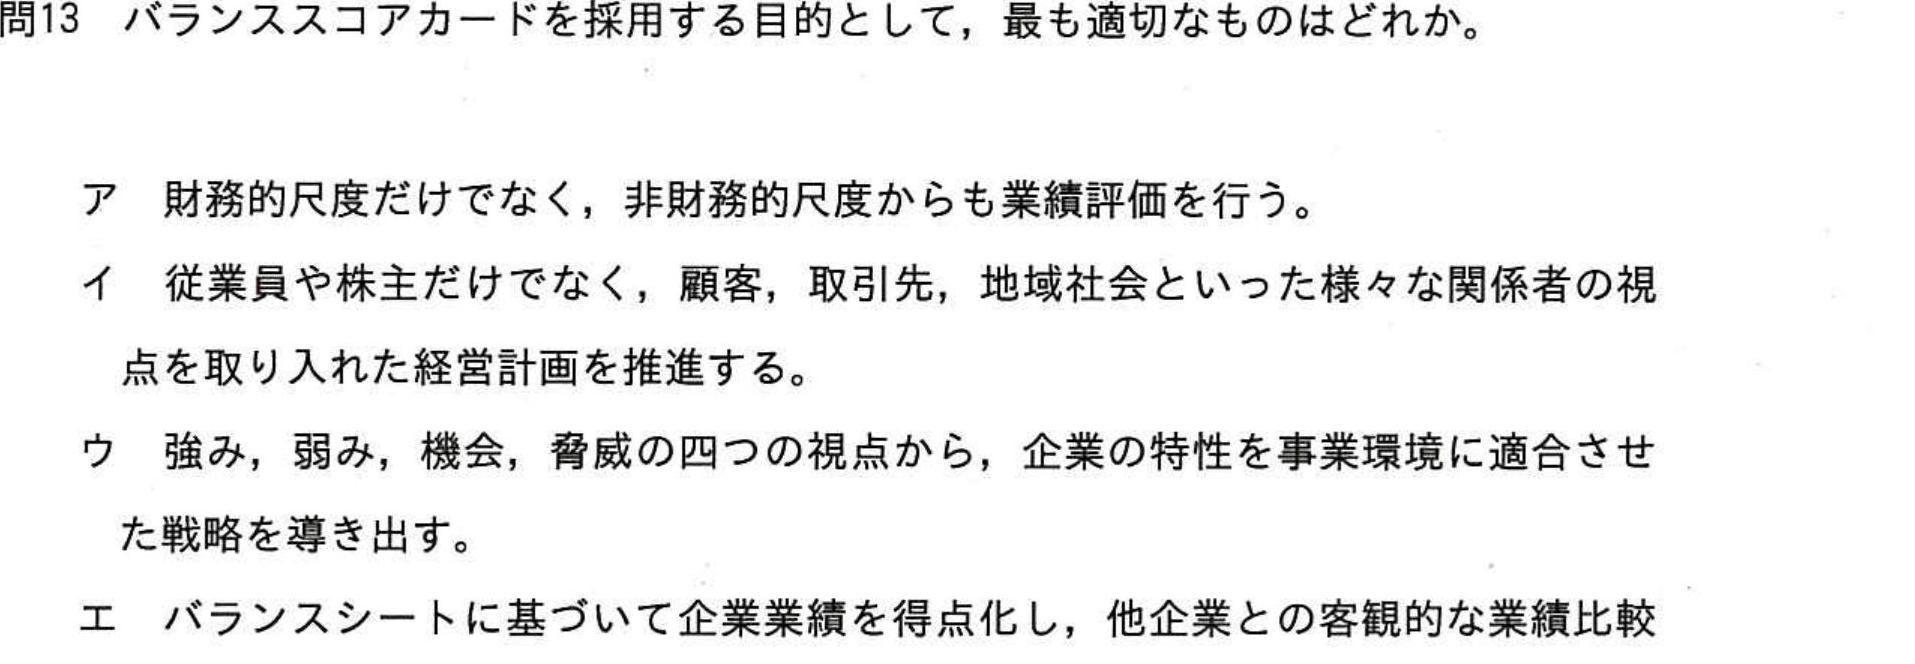 問13　バランススコアカードを採用する目的として，最も適切なものはどれか。
ア　財務的尺度だけでなく，非財務的尺度からも業績評価を行う。
イ　従業員や株主だけでなく，顧客，取引先，地域社会といった様々な関係者の視
点を取り入れた経営計画を推進する。
ウ　強み，弱み，機会，脅威の四つの視点から，企業の特性を事業環境に適合させ
た戦略を導き出す。
エ　バランスシートに基づいて企業業績を得点化し，他企業との客観的な業績比較